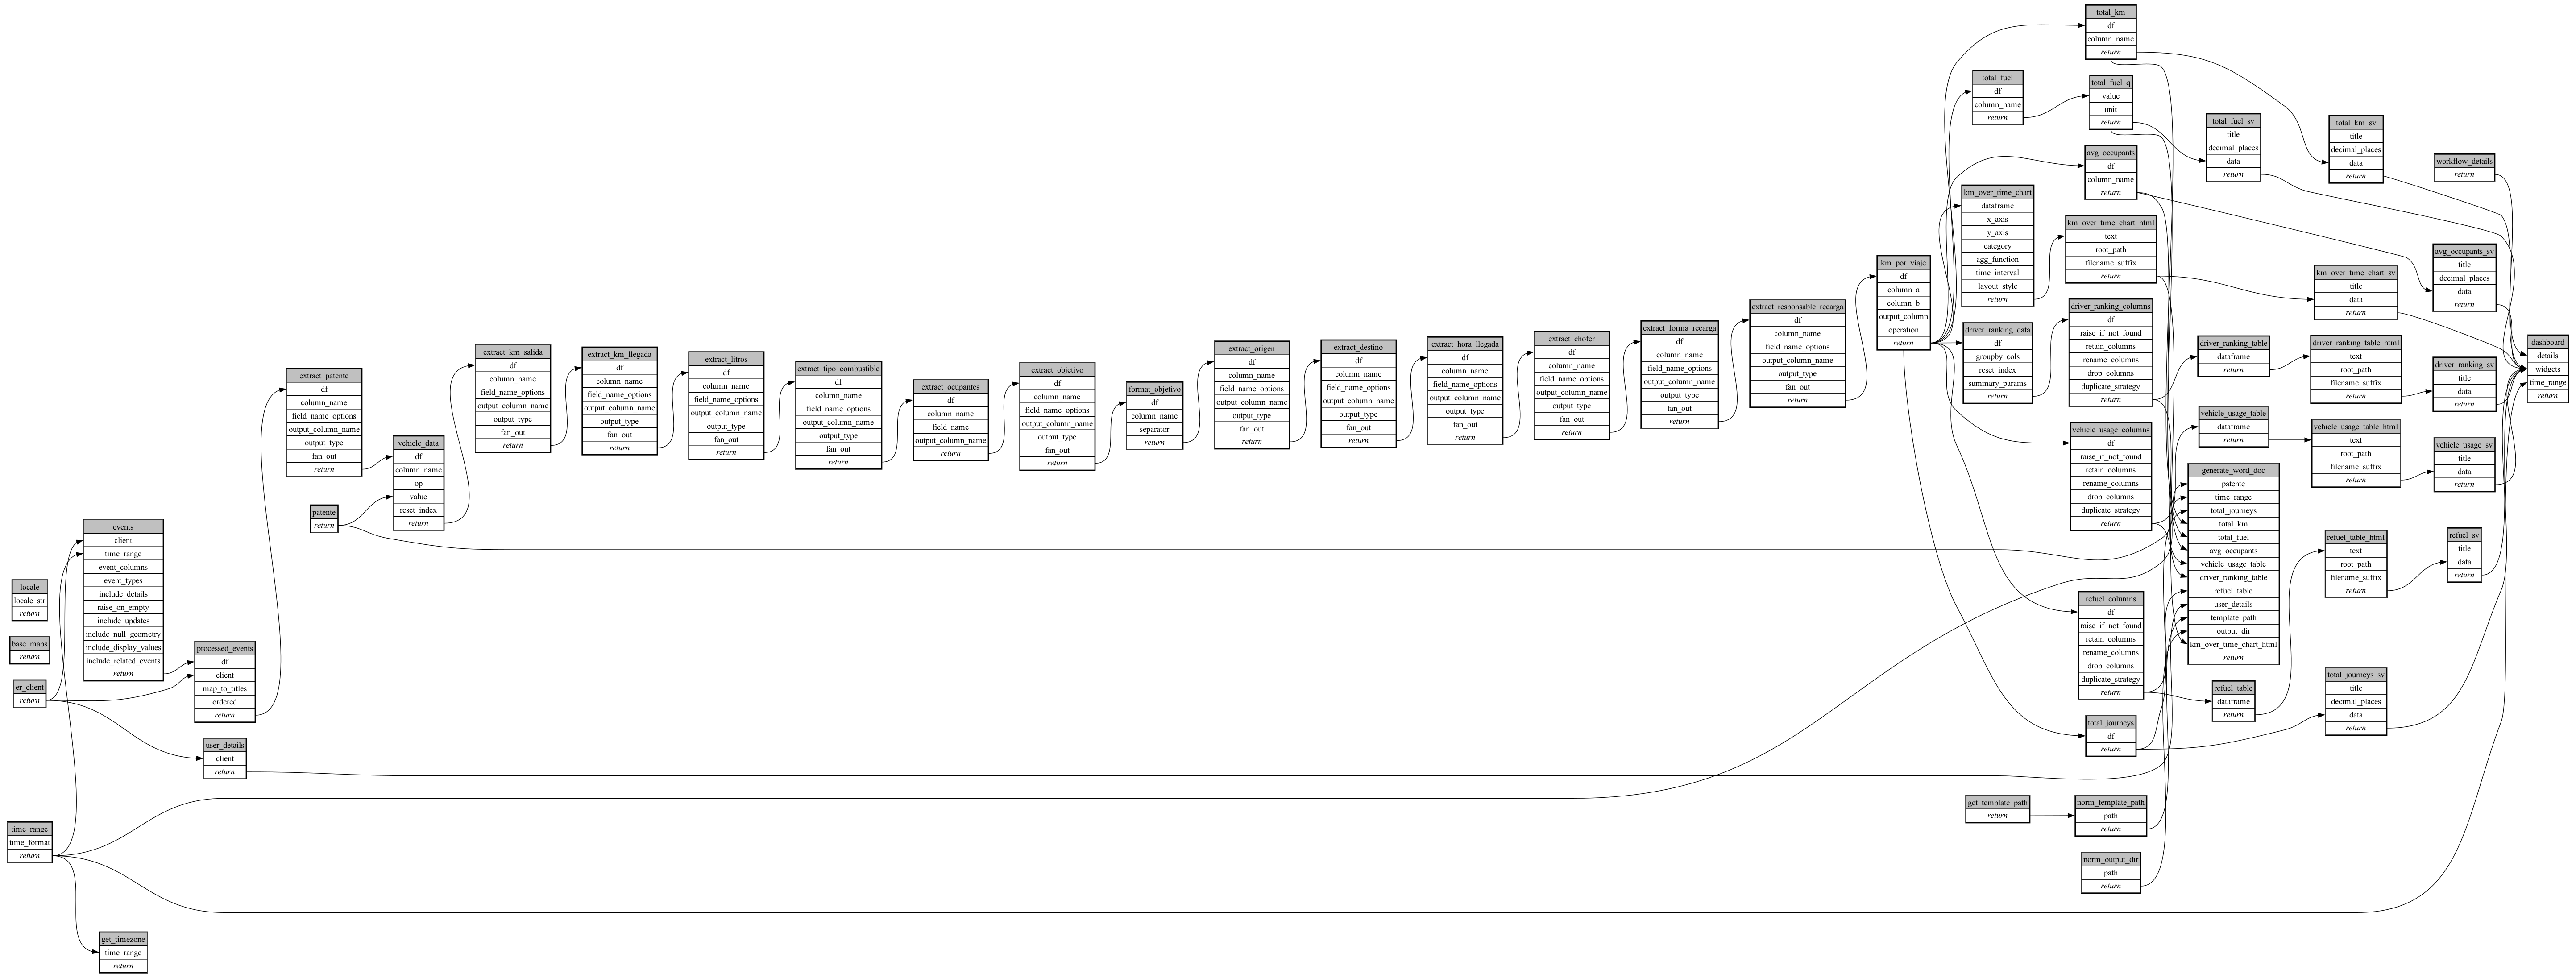 locale
locale_str
return
base_maps
return
er_client
return
time_range
time_format
return
events
client
time_range
event_columns
event_types
include_details
raise_on_empty
include_updates
include_null_geometry
include_display_values
include_related_events
return
get_timezone
time_range
return
processed_events
df
client
map_to_titles
ordered
return
user_details
client
return
extract_patente
df
column_name
field_name_options
output_column_name
output_type
fan_out
return
patente
return
vehicle_data
df
column_name
op
value
reset_index
return
extract_km_salida
df
column_name
field_name_options
output_column_name
output_type
fan_out
return
extract_km_llegada
df
column_name
field_name_options
output_column_name
output_type
fan_out
return
extract_litros
df
column_name
field_name_options
output_column_name
output_type
fan_out
return
extract_tipo_combustible
df
column_name
field_name_options
output_column_name
output_type
fan_out
return
extract_ocupantes
df
column_name
field_name
output_column_name
return
extract_objetivo
df
column_name
field_name_options
output_column_name
output_type
fan_out
return
format_objetivo
df
column_name
separator
return
extract_origen
df
column_name
field_name_options
output_column_name
output_type
fan_out
return
extract_destino
df
column_name
field_name_options
output_column_name
output_type
fan_out
return
extract_hora_llegada
df
column_name
field_name_options
output_column_name
output_type
fan_out
return
extract_chofer
df
column_name
field_name_options
output_column_name
output_type
fan_out
return
extract_forma_recarga
df
column_name
field_name_options
output_column_name
output_type
fan_out
return
extract_responsable_recarga
df
column_name
field_name_options
output_column_name
output_type
fan_out
return
km_por_viaje
df
column_a
column_b
output_column
operation
return
total_fuel
df
column_name
return
km_over_time_chart
dataframe
x_axis
y_axis
category
agg_function
time_interval
layout_style
return
driver_ranking_data
df
groupby_cols
reset_index
summary_params
return
get_template_path
return
total_km
df
column_name
return
total_fuel_q
value
unit
return
avg_occupants
df
column_name
return
km_over_time_chart_html
text
root_path
filename_suffix
return
driver_ranking_columns
df
raise_if_not_found
retain_columns
rename_columns
drop_columns
duplicate_strategy
return
vehicle_usage_columns
df
raise_if_not_found
retain_columns
rename_columns
drop_columns
duplicate_strategy
return
refuel_columns
df
raise_if_not_found
retain_columns
rename_columns
drop_columns
duplicate_strategy
return
total_journeys
df
return
norm_template_path
path
return
norm_output_dir
path
return
total_fuel_sv
title
decimal_places
data
return
driver_ranking_table
dataframe
return
vehicle_usage_table
dataframe
return
generate_word_doc
patente
time_range
total_journeys
total_km
total_fuel
avg_occupants
vehicle_usage_table
driver_ranking_table
refuel_table
user_details
template_path
output_dir
km_over_time_chart_html
return
refuel_table
dataframe
return
total_km_sv
title
decimal_places
data
return
km_over_time_chart_sv
title
data
return
driver_ranking_table_html
text
root_path
filename_suffix
return
vehicle_usage_table_html
text
root_path
filename_suffix
return
refuel_table_html
text
root_path
filename_suffix
return
total_journeys_sv
title
decimal_places
data
return
workflow_details
return
avg_occupants_sv
title
decimal_places
data
return
driver_ranking_sv
title
data
return
vehicle_usage_sv
title
data
return
refuel_sv
title
data
return
dashboard
details
widgets
time_range
return